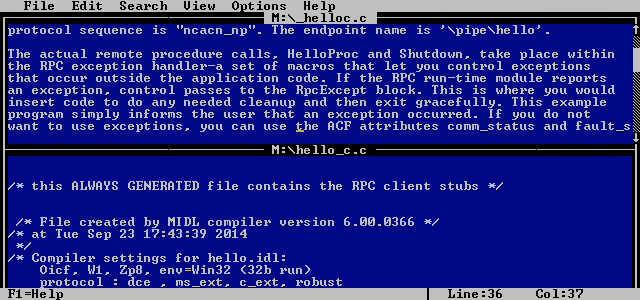 File Edit Search View Options Help
M:\_helloc.c
protocol sequence is "ncacn_np". The endpoint name is '\pipe\hello'.
The actual remote procedure calls, HelloProc and Shutdown, take place within
the RPC exception handler-a set of macros that let you control exceptions
that occur outside the application code. If the RPC run-time module reports
an exception, control passes to the RpcExcept block. This is where you would
insert code to do any needed cleanup and then exit gracefully. This example
program simply informs the user that an exception occurred. If you do not
want to use exceptions, you can use the ACF attributes comm_status and fault_s
M:\hello_c.c
/* this ALWAYS GENERATED file contains the RPC client stubs */
/* File created by MIDL compiler version 6.00.0366 */
/* at Tue Sep 23 17:43:39 2014
*/
/* Compiler settings for hello.idl:
Oicf, W1, Zp8, env=Win32 (32b run)
protocol : dce , ms_ext, c_ext, robust
F1=Help Line:36 Col:37